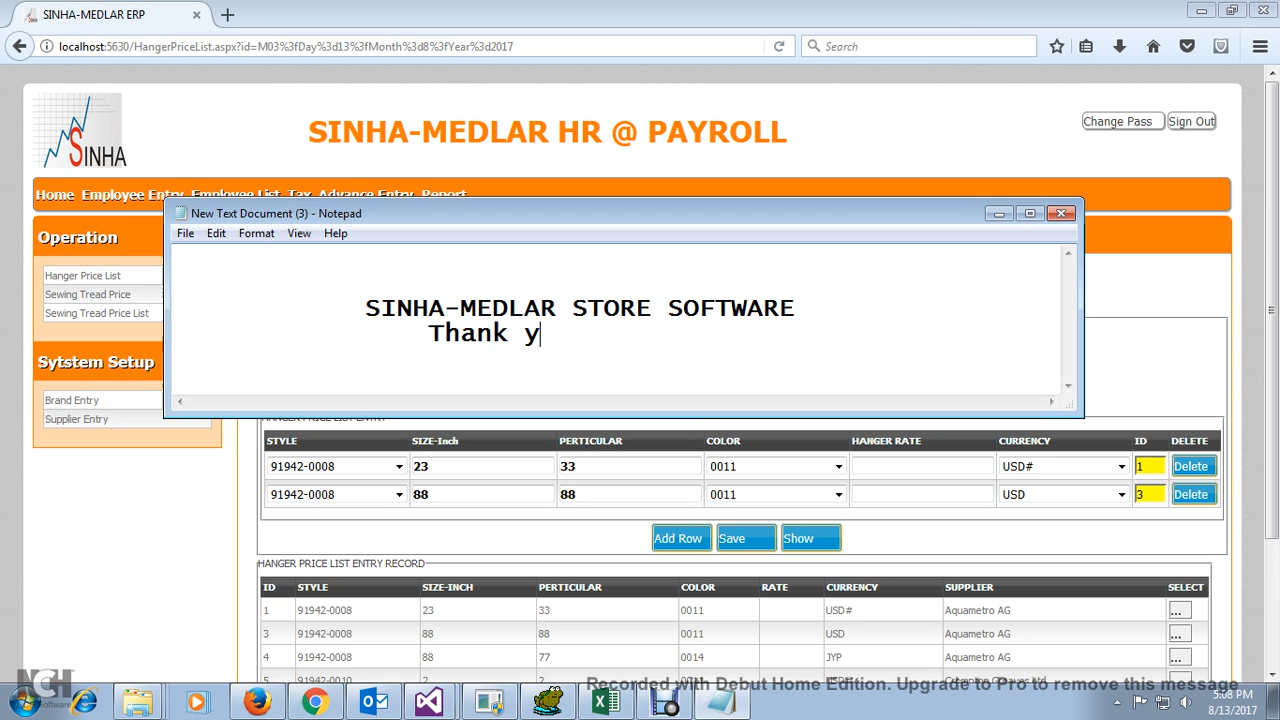 SINHA-MEDLAR ERP
localhost:5630/HangerPriceList.aspx?id=M03%3fDay%3d13%3fMonth%3d8%3fYear%3d2017
Search
SINHA
SINHA-MEDLAR HR @ PAYROLL
Change Pass
Sign Out
Home Employee Entry Employee List Tax Advance Entry Report
Operation
Hanger Price List
Sewing Tread Price
Sewing Tread Price List
Sytstem Setup
Brand Entry
Supplier Entry
New Text Document (3) - Notepad
File Edit Format View Help
SINHA-MEDLAR STORE SOFTWARE
Thank y
HANGER PRICE LIST ENTRY
STYLE SIZE-Inch PERTICULAR COLOR HANGER RATE CURRENCY ID DELETE
91942-0008 23 33 0011 USD# 1 Delete
91942-0008 88 88 0011 USD 3 Delete
Add Row Save Show
HANGER PRICE LIST ENTRY RECORD
ID STYLE SIZE-INCH PERTICULAR COLOR RATE CURRENCY SUPPLIER SELECT
1 91942-0008 23 33 0011 USD# Aquametro AG ...
3 91942-0008 88 88 0011 USD Aquametro AG ...
4 91942-0008 88 77 0014 JYP Aquametro AG ...
NCH Software
Recorded with Debut Home Edition. Upgrade to Pro to remove this message
5:08 PM
8/13/2017